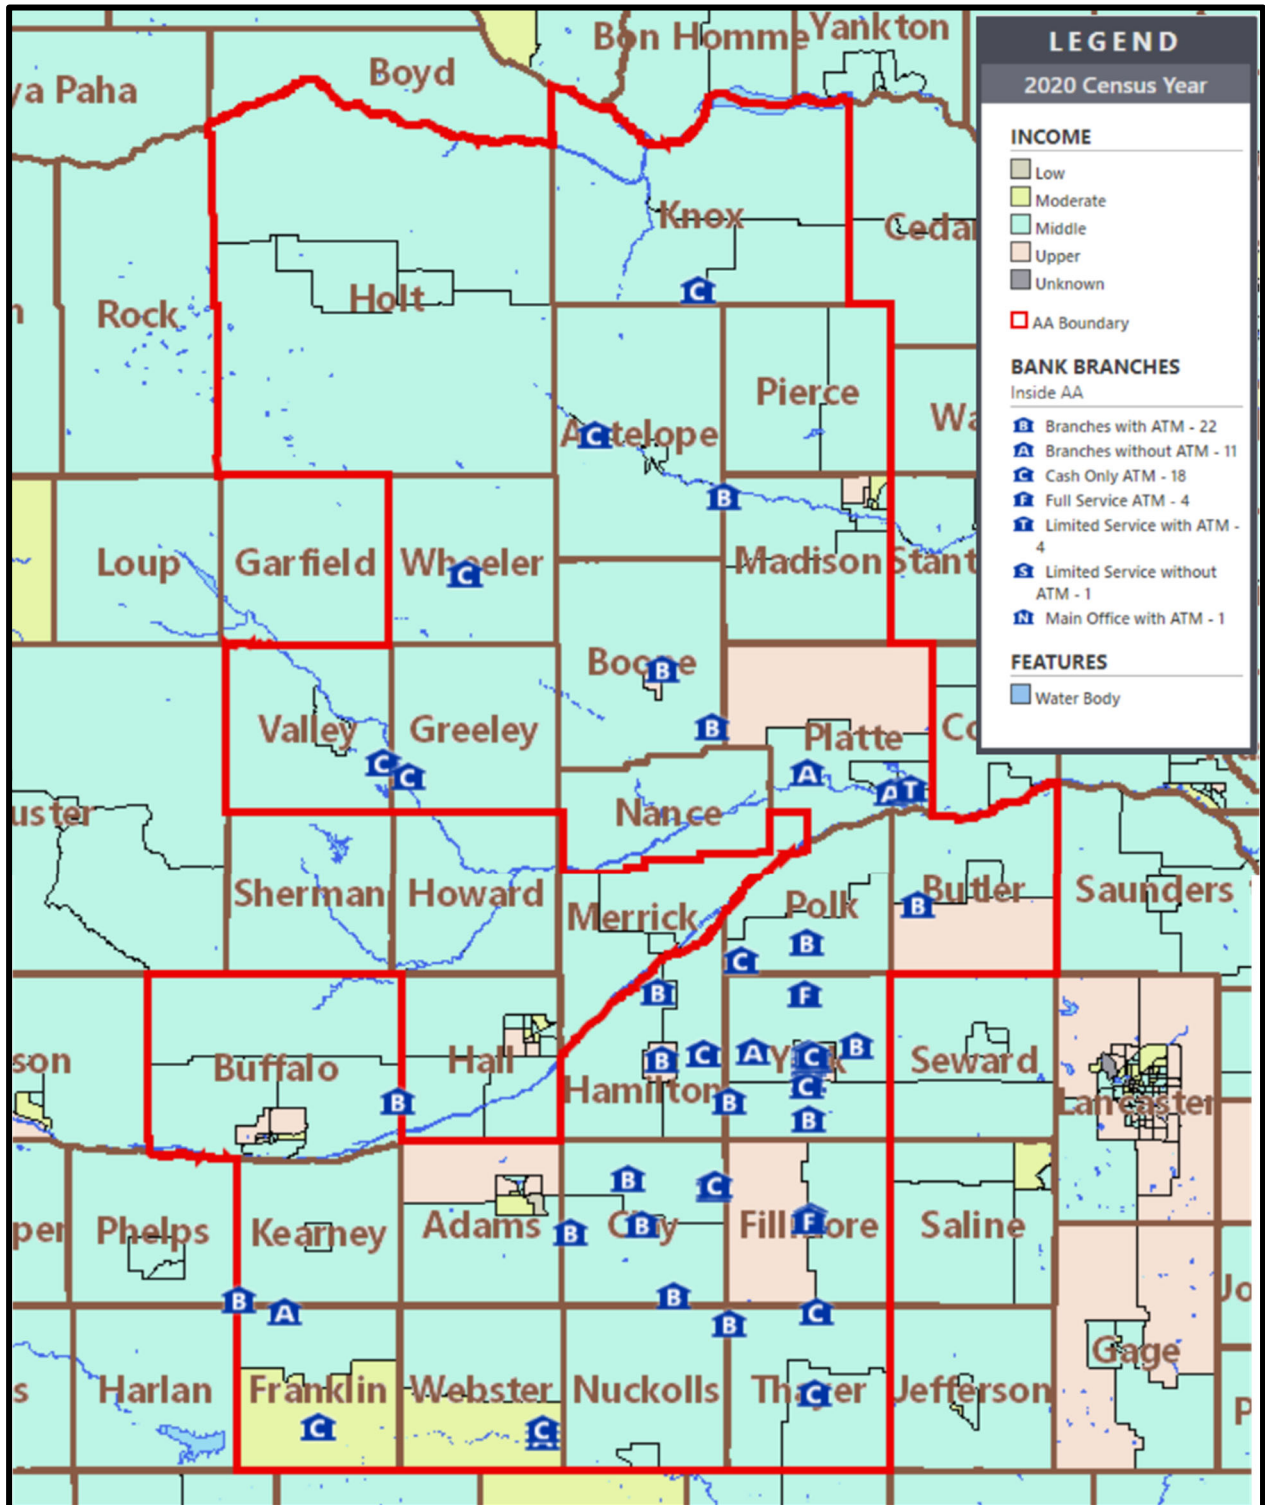 Bon Homme
Yankton
Boyd
ya Paha
LEGEND
2020 Census Year
INCOME
Low
Moderate
Middle
Upper
Unknown
AA Boundary
BANK BRANCHES
Inside AA
B Branches with ATM - 22
A Branches without ATM - 11
C Cash Only ATM - 18
F Full Service ATM - 4
T Limited Service with ATM -
4
S Limited Service without
ATM - 1
N Main Office with ATM - 1
FEATURES
Water Body
Knox
Cedar
C
Holt
Rock
Pierce
Wa
C
Antelope
B
Loup
Garfield
Wheeler
C
Madison
Stant
Boone
B
Valley
Greeley
B
Platte
Co
C
C
A
A
T
uster
Nance
Sherman
Howard
Merrick
Polk
Butler
B
Saunders
B
C
B
F
son
Buffalo
Hall
B
C
A
York
C
B
Seward
C
Hamilton
B
B
B
Lancaster
per
Phelps
Kearney
Adams
B
B
Clay
B
C
Fillmore
F
Saline
B
A
B
B
C
Jo
Gage
s
Harlan
Franklin
C
Webster
C
Nuckolls
Thayer
C
Jefferson
P